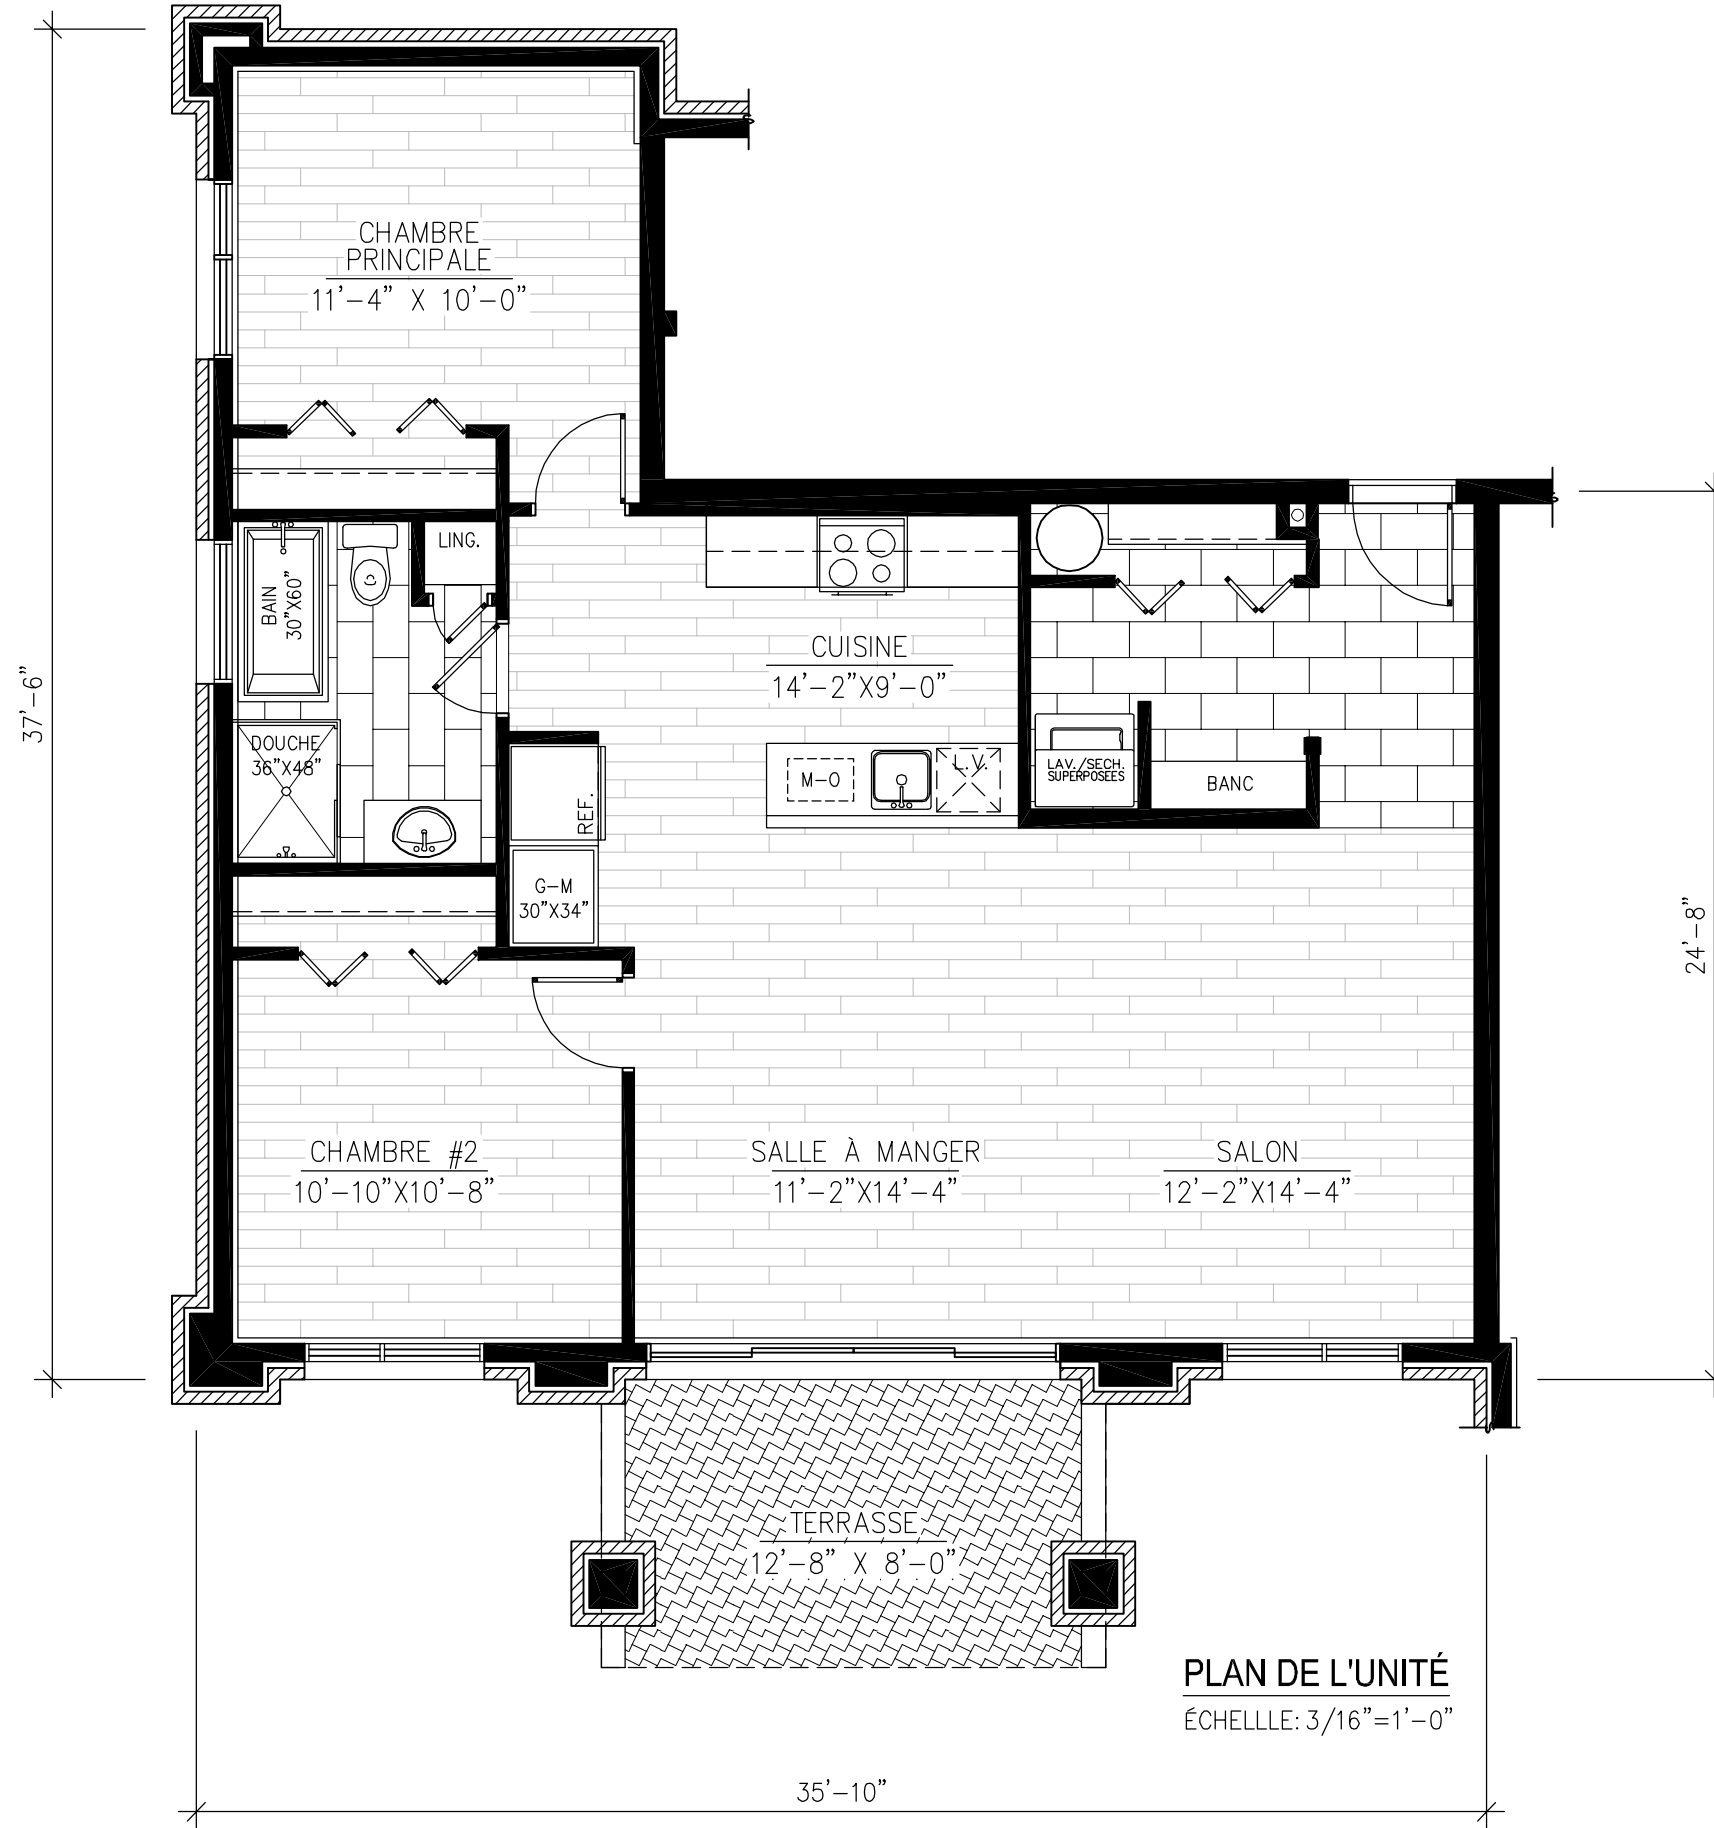 CHAMBRE
PRINCIPALE
11'-4" X 10'-0"
LING.
BAIN
30"X60"
CUISINE
14'-2"X9'-0"
37'-6"
DOUCHE
36"X48"
M-O
L.V.
LAV./SECH.
SUPERPOSEES
BANC
REF.
G-M
30"X34"
24'-8"
CHAMBRE #2
10'-10"X10'-8"
SALLE À MANGER
11'-2"X14'-4"
SALON
12'-2"X14'-4"
TERRASSE
12'-8" X 8'-0"
PLAN DE L'UNITÉ
ÉCHELLLE: 3/16"=1'-0"
35'-10"